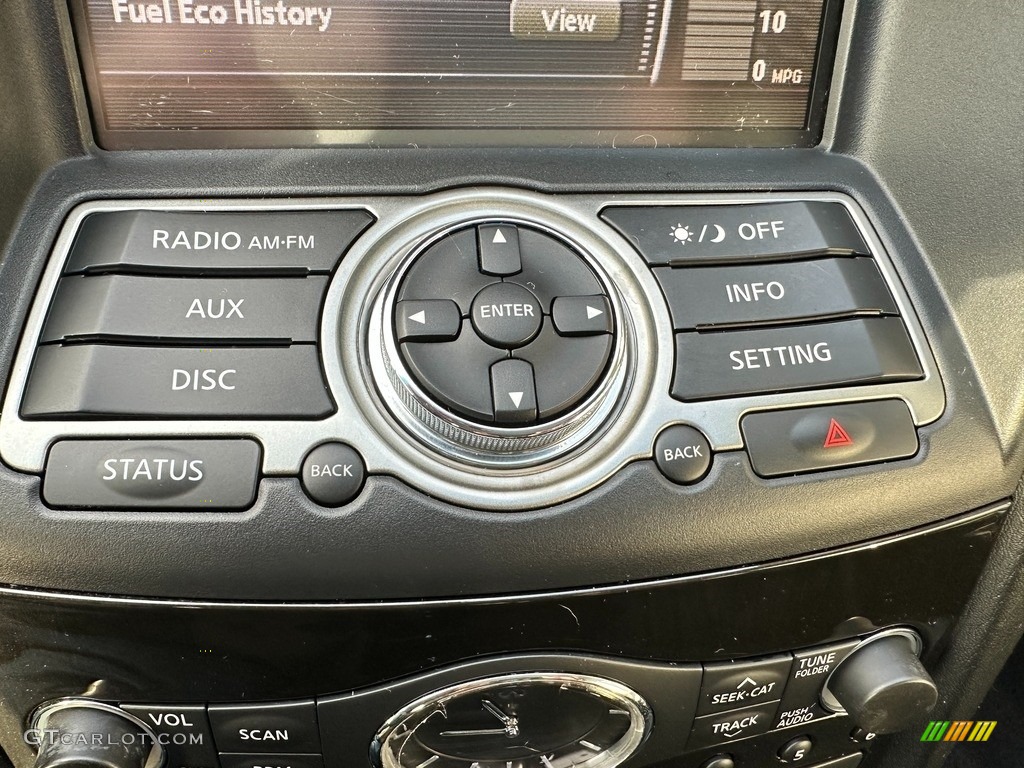 Fuel Eco History
View
10
0 MPG
RADIO AM·FM
AUX
DISC
STATUS
BACK
ENTER
OFF
INFO
SETTING
BACK
VOL
SCAN
SEEK·CAT
TRACK
TUNE
FOLDER
PUSH
AUDIO
5
6
GTCARLOT.COM